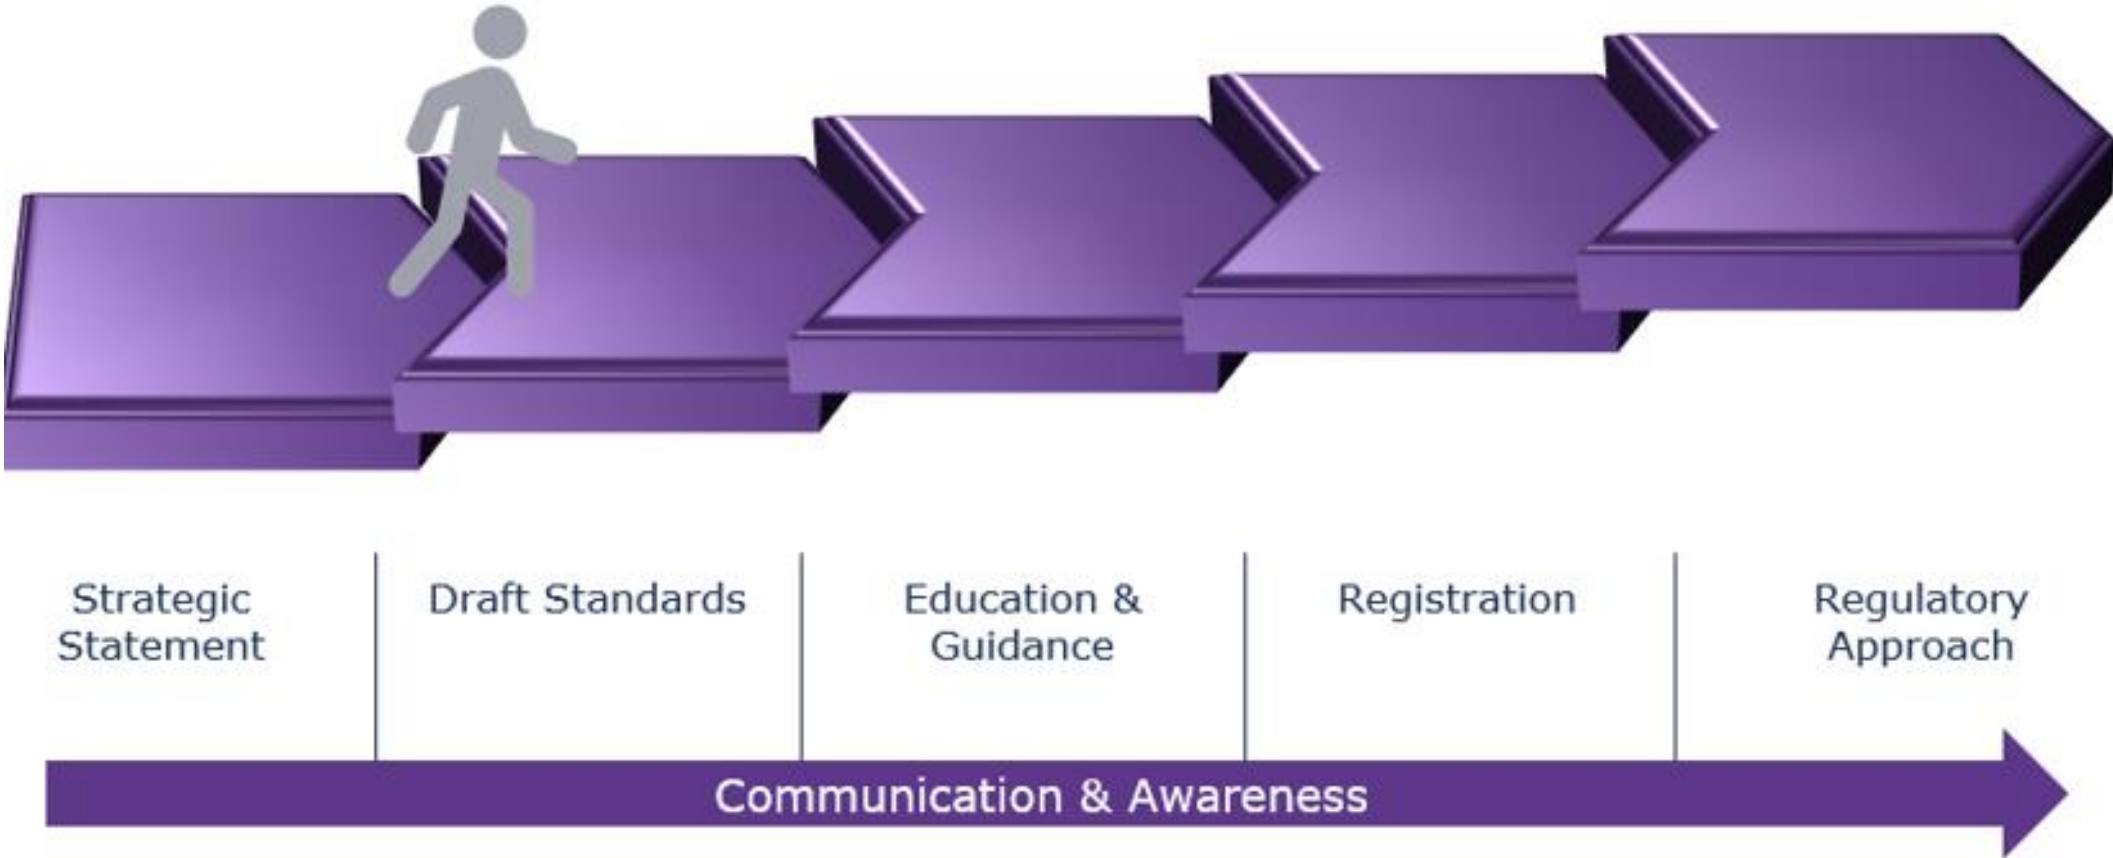 Strategic
Statement
Draft Standards
Education &
Guidance
Registration
Regulatory
Approach
Communication & Awareness